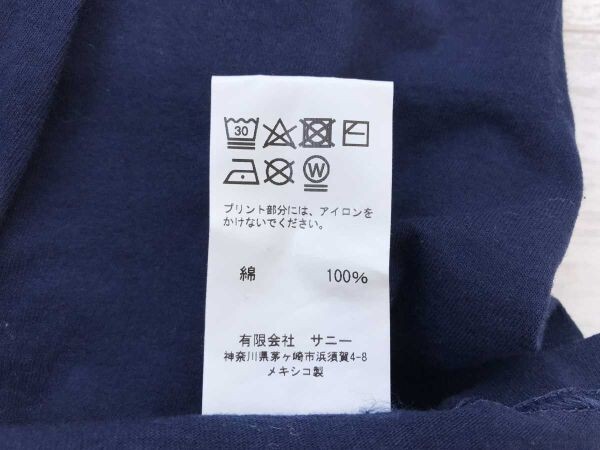 30
W
プリント部分には、アイロンを
かけないでください。
綿 100%
有限会社 サニー
神奈川県茅ヶ崎市浜須賀4-8
メキシコ製